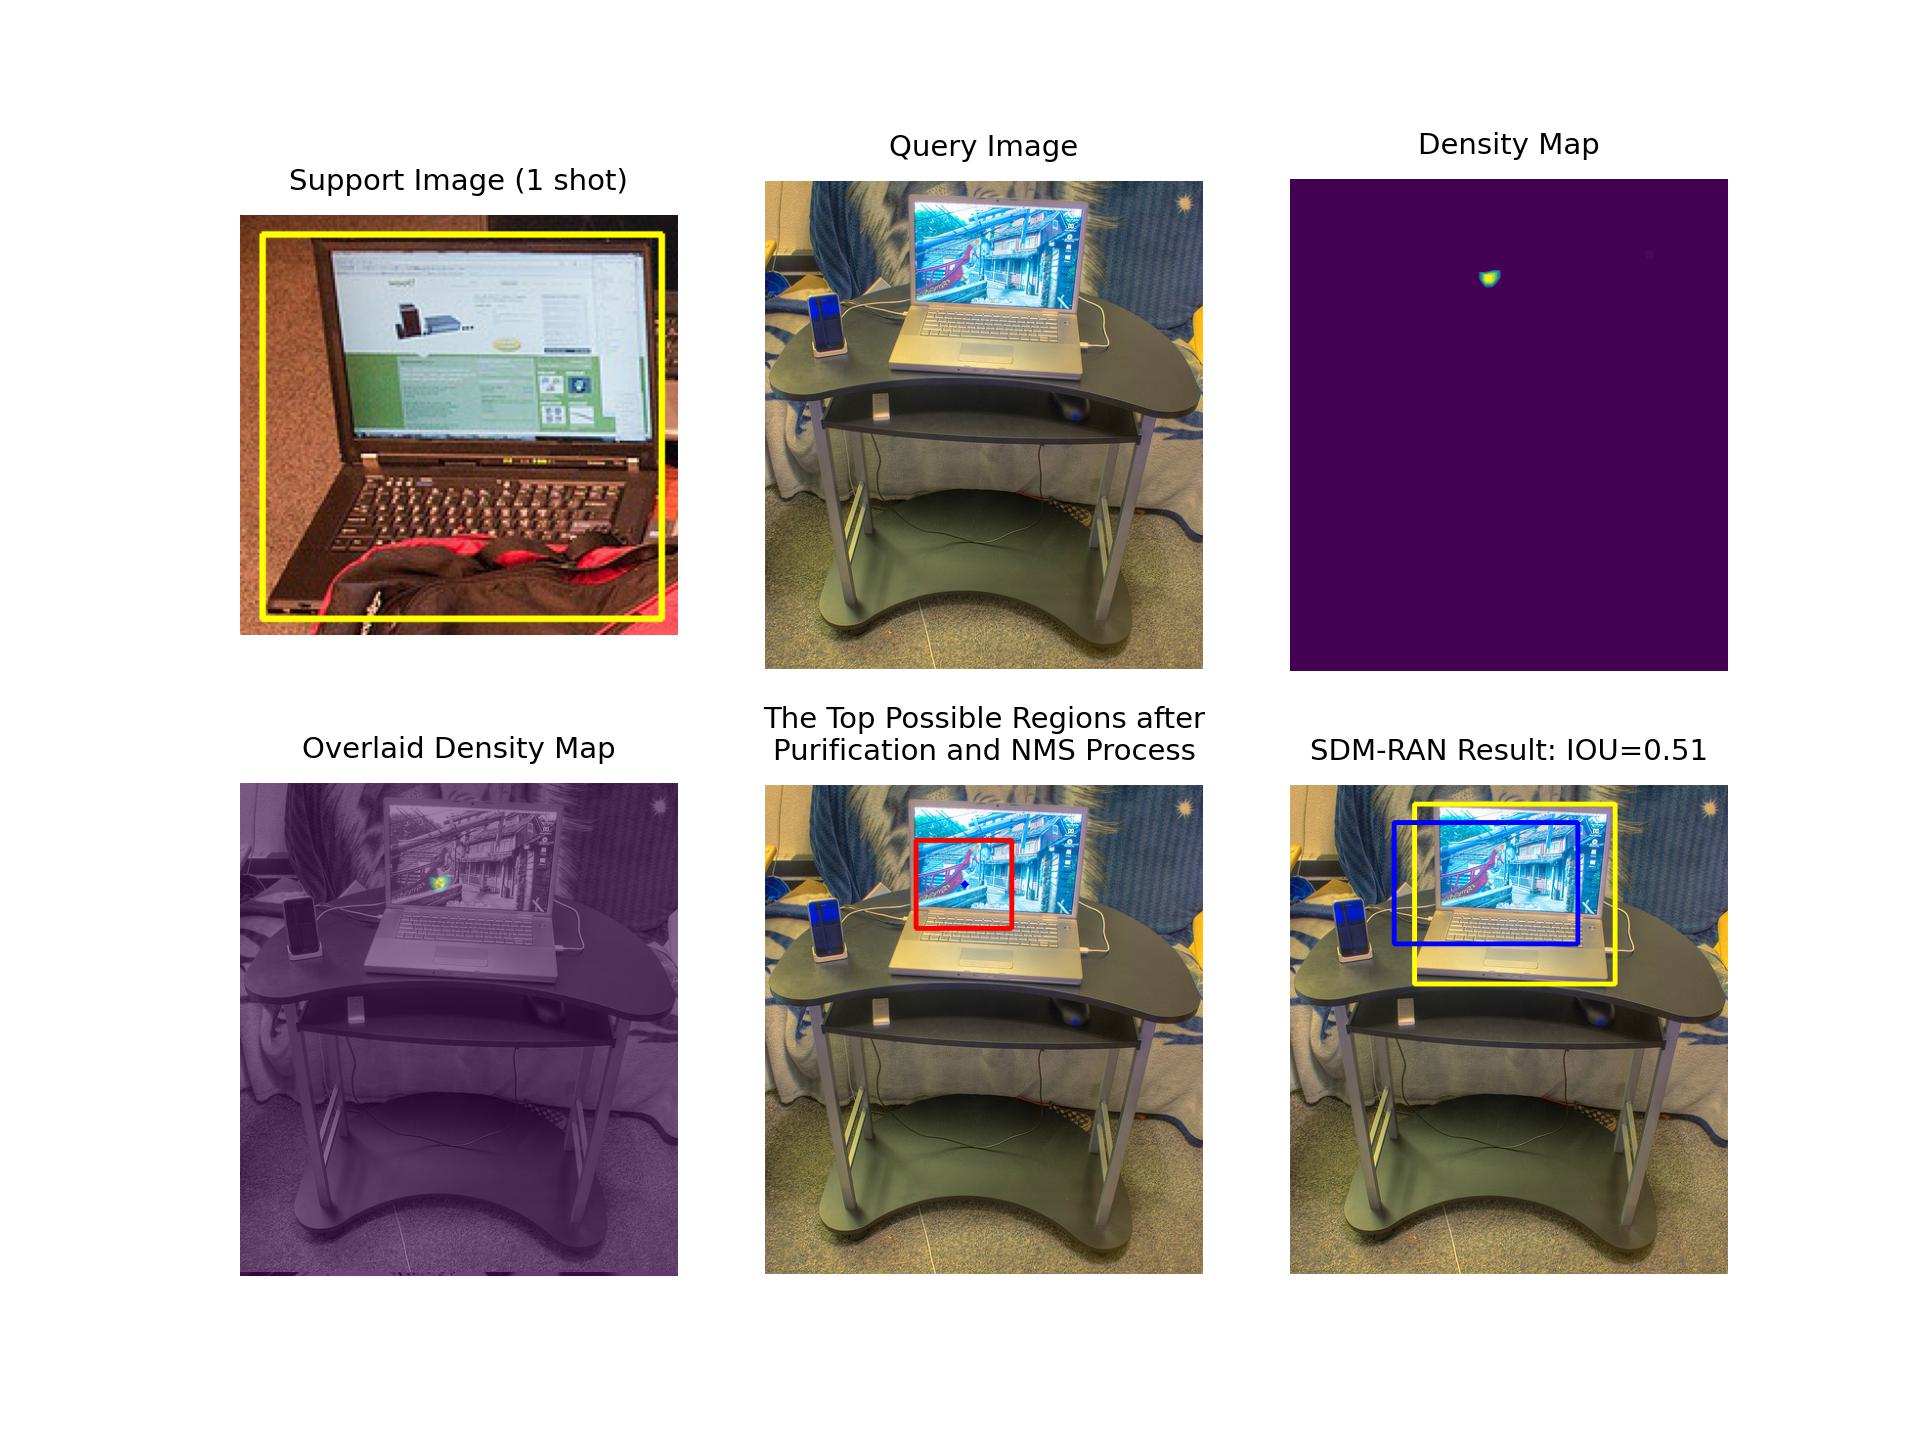 Support Image (1 shot)
Query Image
Density Map
woot!
Overlaid Density Map
The Top Possible Regions after
Purification and NMS Process
SDM-RAN Result: IOU=0.51